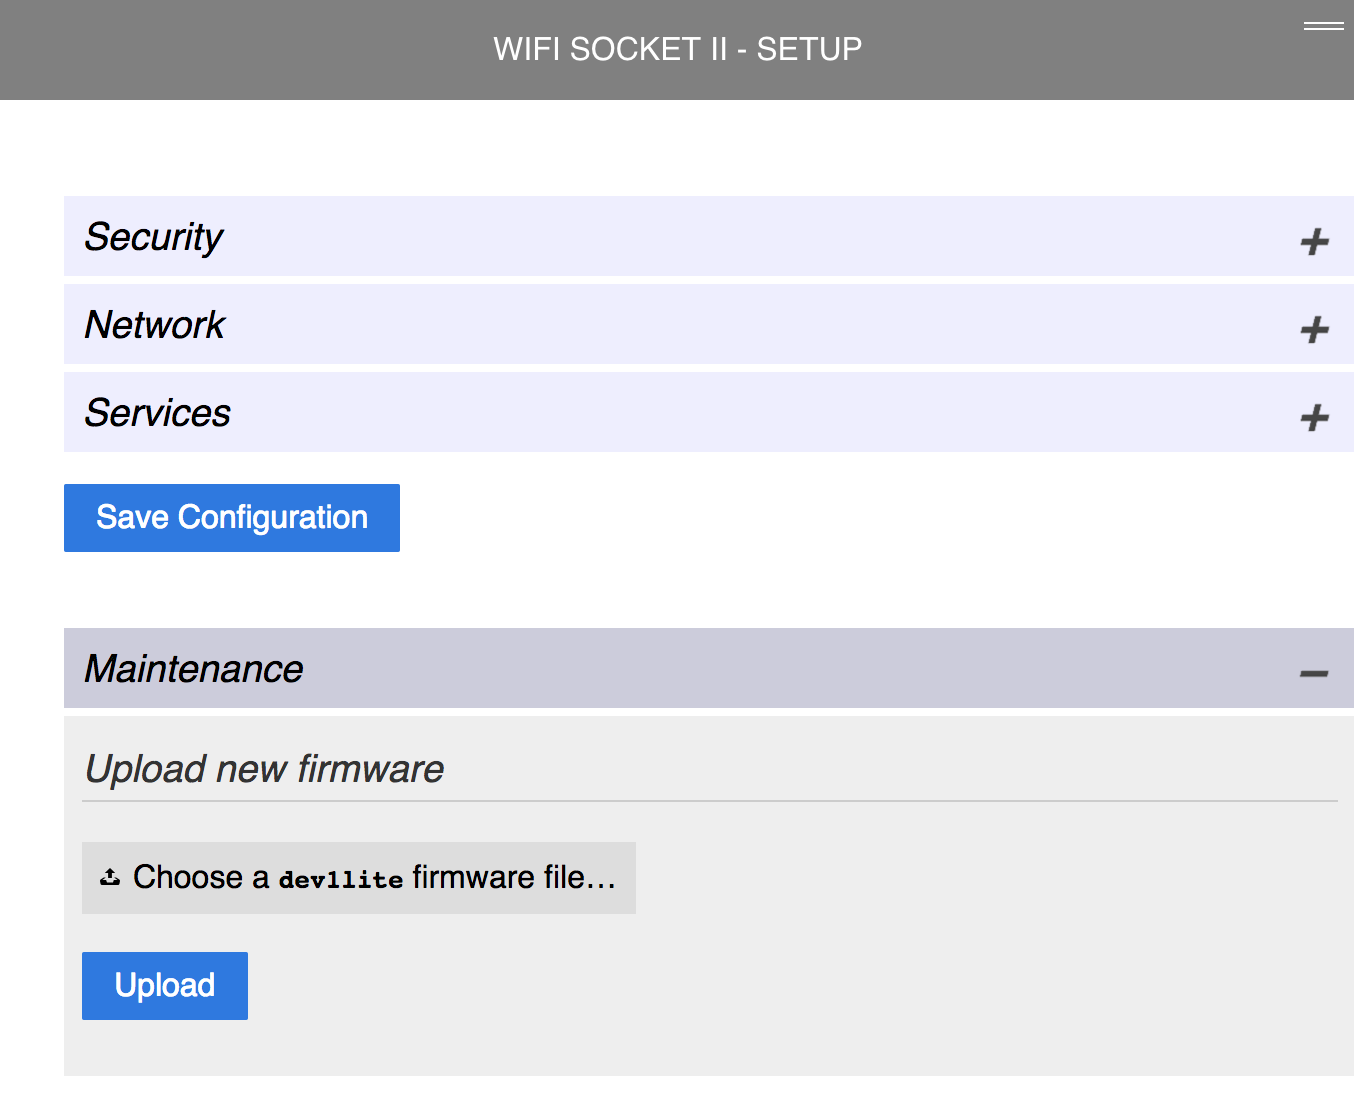 WIFI SOCKET II - SETUP
Security
Network
Services
Save Configuration
Maintenance
Upload new firmware
Choose a dev1lite firmware file...
Upload